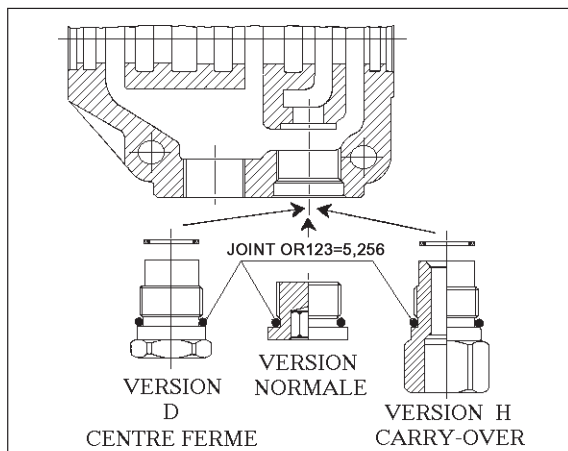 JOINT OR123=5,256
VERSION
D
CENTRE FERME
VERSION
NORMALE
VERSION H
CARRY-OVER